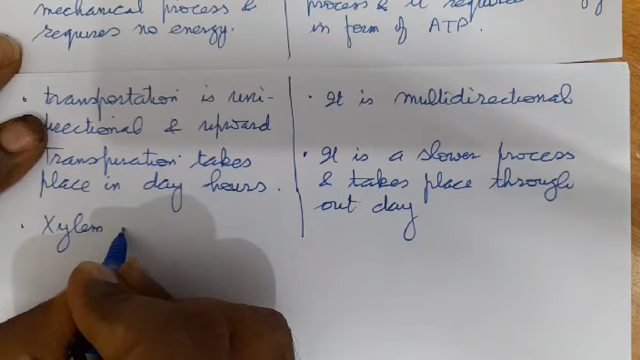 mechanical process &
requires no energy.
process & it
in form of ATP.
· transportation is uni-
directional & upward
Transpiration takes
place in day hours.
· Xylem
· It is multidirectional
· It is a slower process
& takes place through
out day